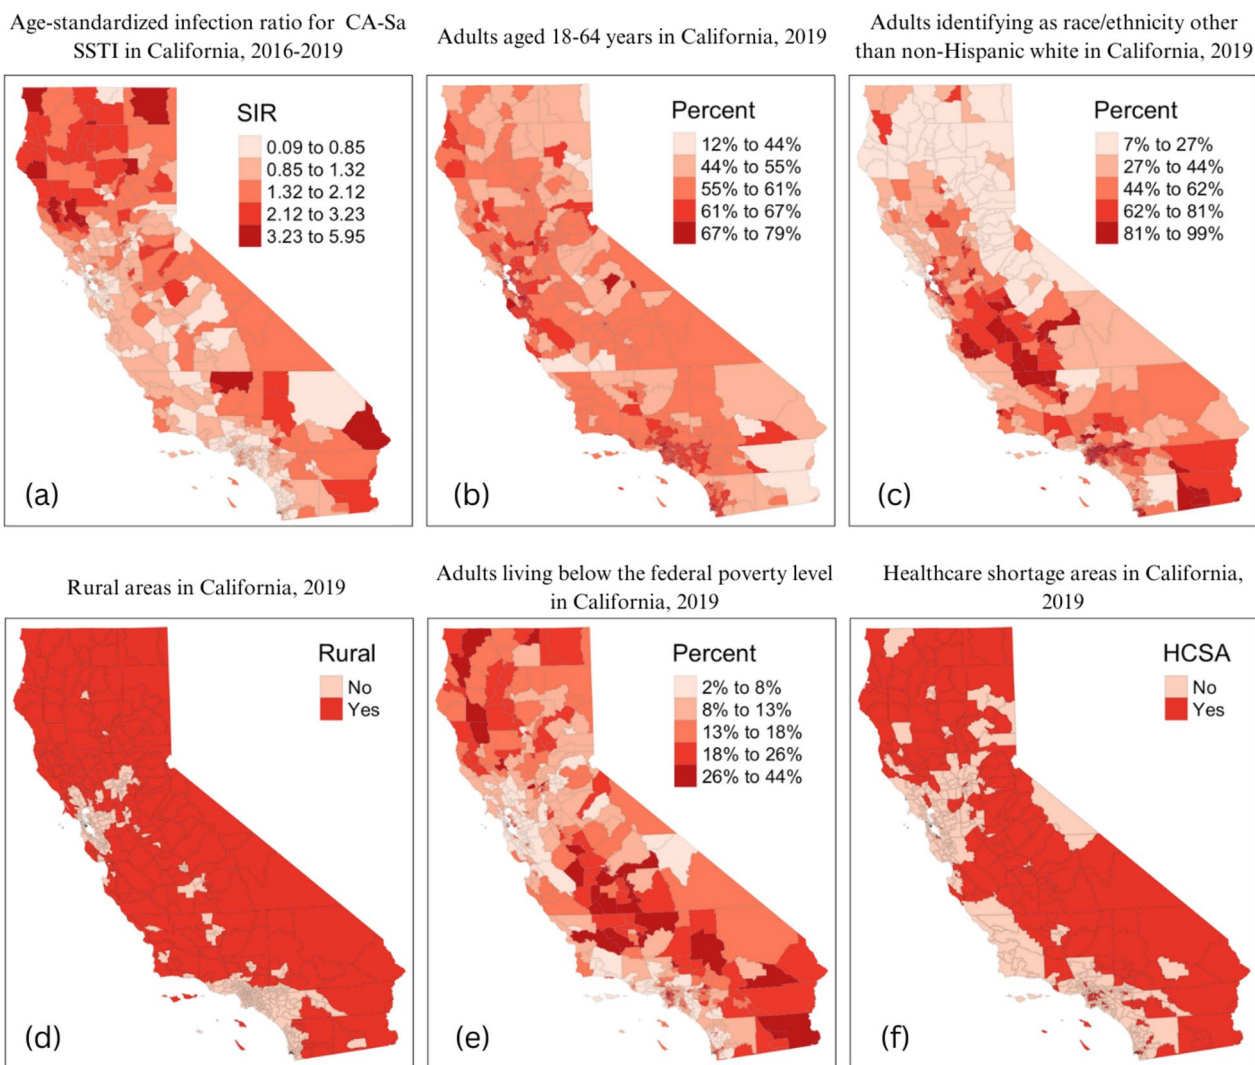 Age-standardized infection ratio for CA-Sa
SSTI in California, 2016-2019
Adults aged 18-64 years in California, 2019
Adults identifying as race/ethnicity other
than non-Hispanic white in California, 2019
SIR
0.09 to 0.85
0.85 to 1.32
1.32 to 2.12
2.12 to 3.23
3.23 to 5.95
(a)
Percent
12% to 44%
44% to 55%
55% to 61%
61% to 67%
67% to 79%
(b)
Percent
7% to 27%
27% to 44%
44% to 62%
62% to 81%
81% to 99%
(c)
Rural areas in California, 2019
Adults living below the federal poverty level
in California, 2019
Healthcare shortage areas in California,
2019
Rural
No
Yes
(d)
Percent
2% to 8%
8% to 13%
13% to 18%
18% to 26%
26% to 44%
(e)
HCSA
No
Yes
(f)